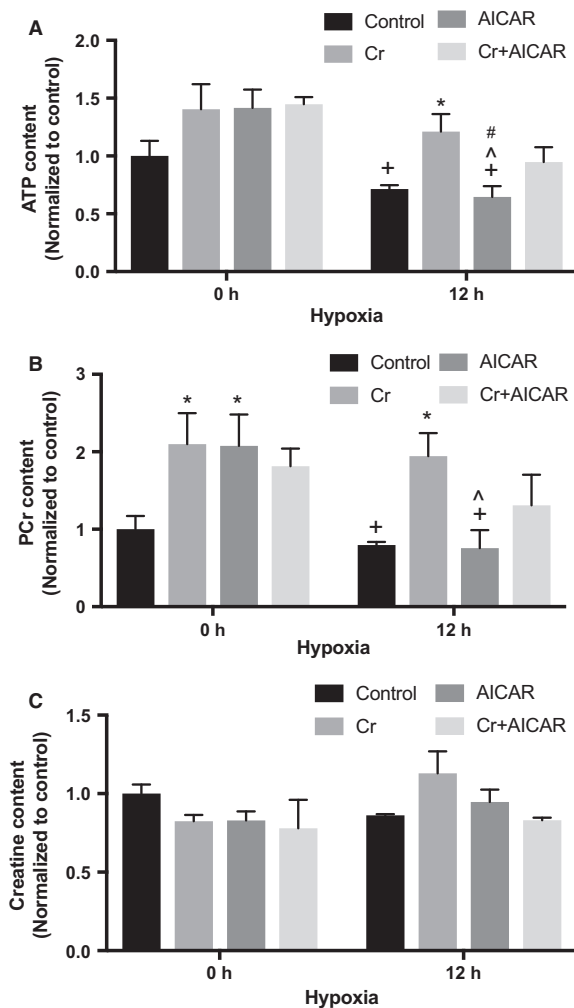 A
Control
AICAR
Cr
Cr+AICAR
ATP content
(Normalized to control)
2.0
1.5
1.0
0.5
0.0
+
*
#
^
+
0 h
12 h
Hypoxia
B
Control
AICAR
Cr
Cr+AICAR
PCr content
(Normalized to control)
3
2
1
0
*
*
+
*
^
+
0 h
12 h
Hypoxia
C
Control
AICAR
Cr
Cr+AICAR
Creatine content
(Normalized to control)
1.5
1.0
0.5
0.0
0 h
12 h
Hypoxia